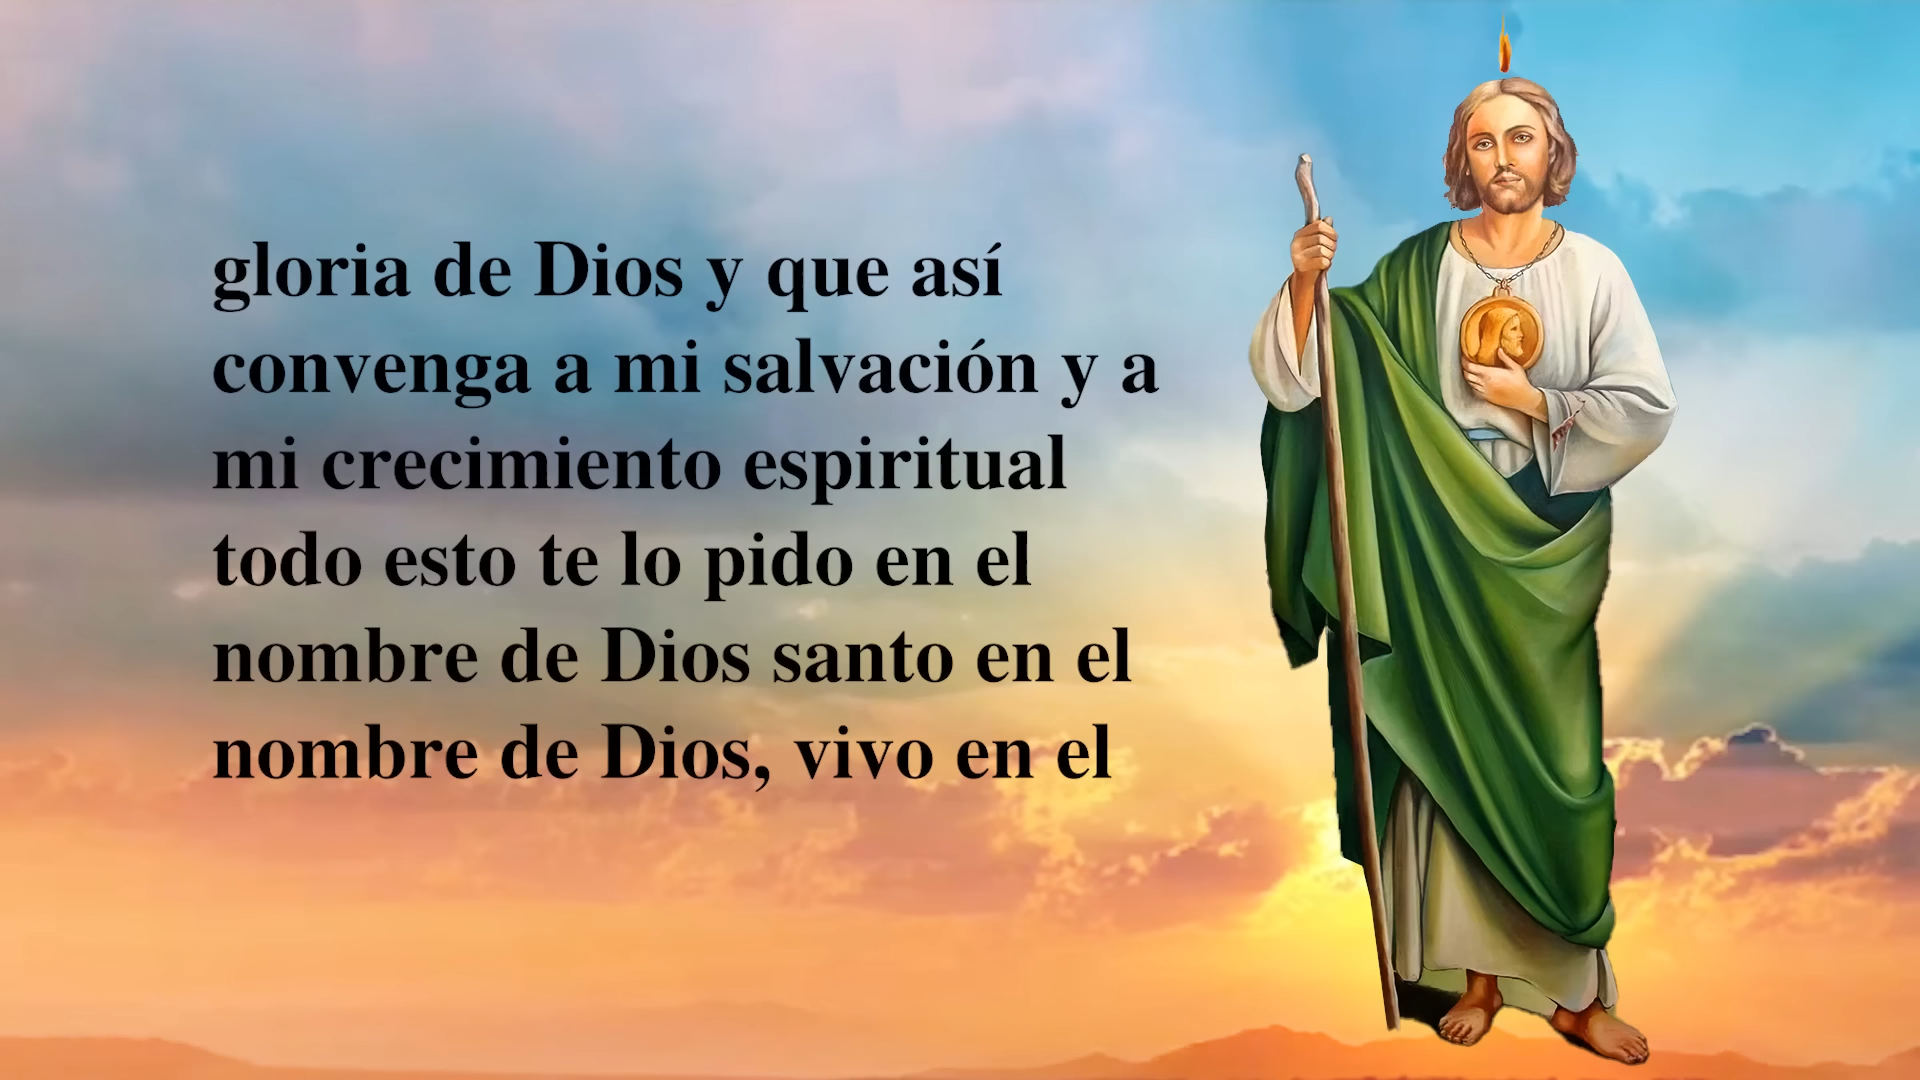 gloria de Dios y que así
convenga a mi salvación y a
mi crecimiento espiritual
todo esto te lo pido en el
nombre de Dios santo en el
nombre de Dios, vivo en el